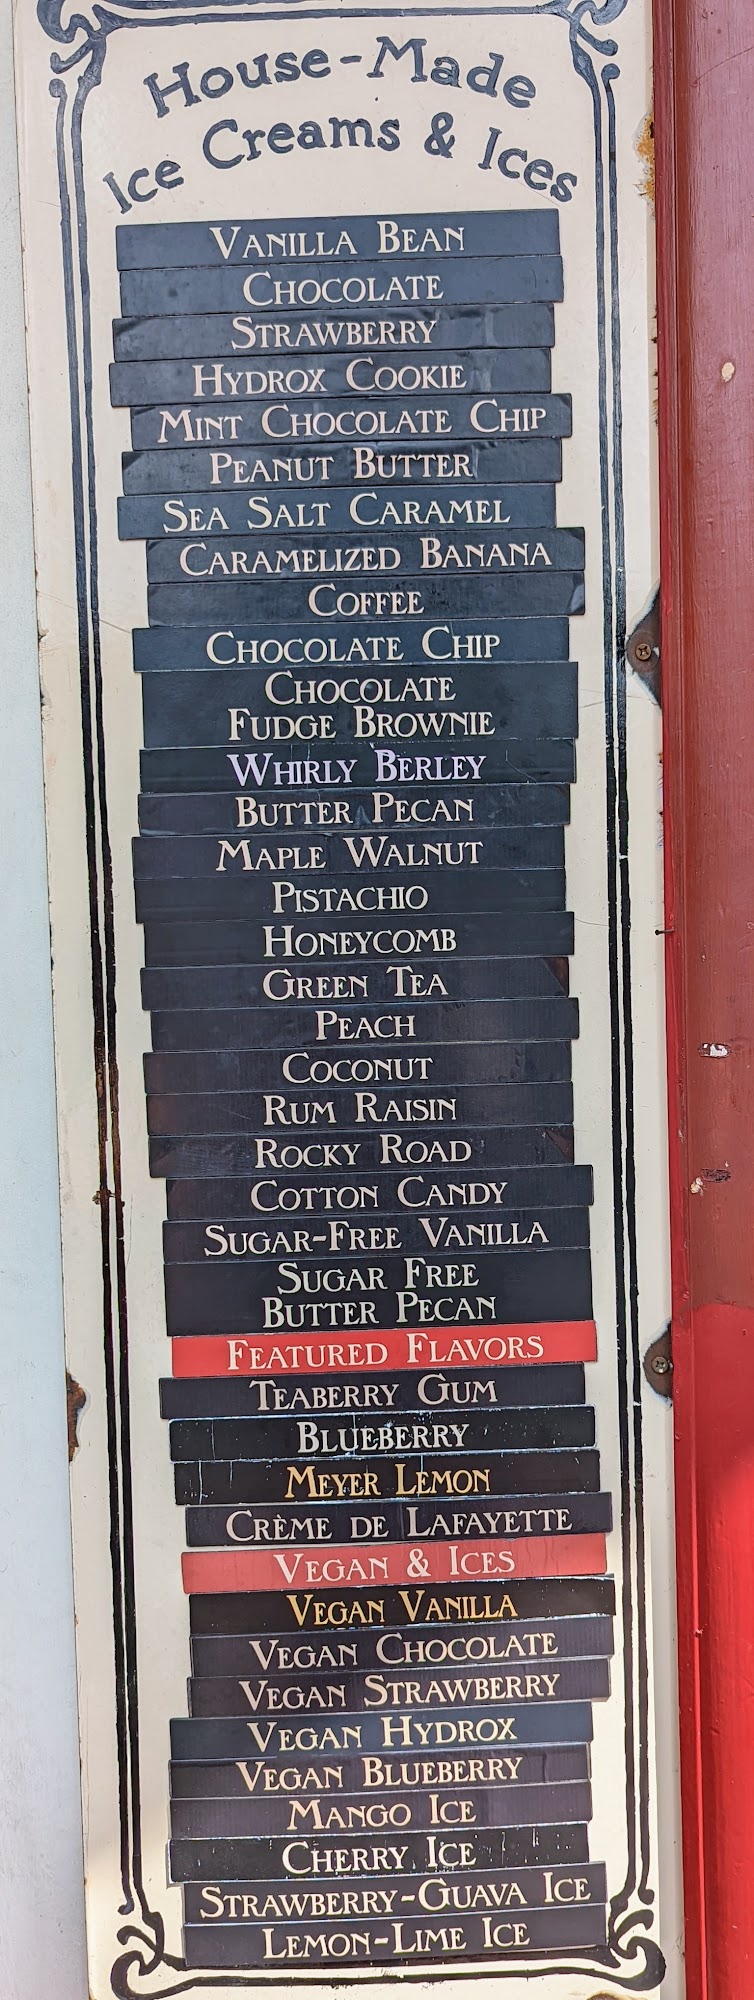 House-Made
Ice Creams & Ices
Vanilla Bean
Chocolate
Strawberry
Hydrox Cookie
Mint Chocolate Chip
Peanut Butter
Sea Salt Caramel
Caramelized Banana
Coffee
Chocolate Chip
Chocolate
Fudge Brownie
Whirly Berley
Butter Pecan
Maple Walnut
Pistachio
Honeycomb
Green Tea
Peach
Coconut
Rum Raisin
Rocky Road
Cotton Candy
Sugar-Free Vanilla
Sugar Free
Butter Pecan
Featured Flavors
Teaberry Gum
Blueberry
Meyer Lemon
Crème de Lafayette
Vegan & Ices
Vegan Vanilla
Vegan Chocolate
Vegan Strawberry
Vegan Hydrox
Vegan Blueberry
Mango Ice
Cherry Ice
Strawberry-Guava Ice
Lemon-Lime Ice